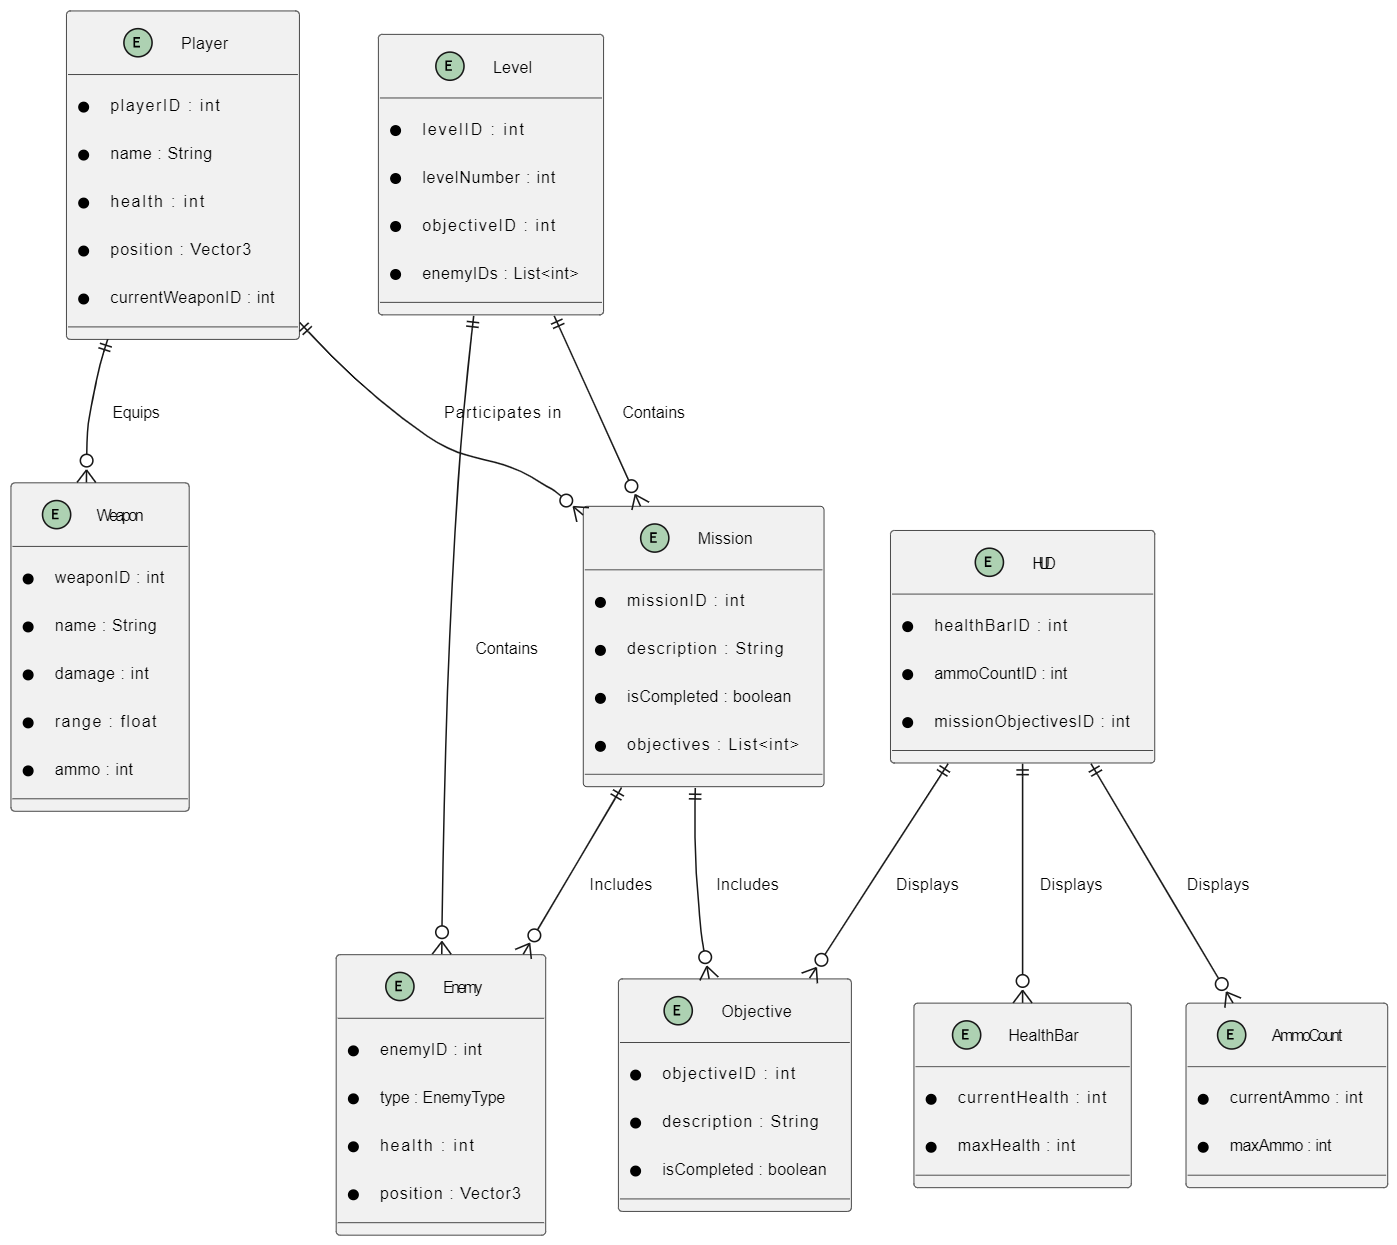 E Player
playerID : int
name : String
health : int
position : Vector3
currentWeaponID : int
E Level
levelID : int
levelNumber : int
objectiveID : int
enemyIDs : List<int>
Equips
Participates in
Contains
E Weapon
weaponID : int
name : String
damage : int
range : float
ammo : int
Contains
E Mission
missionID : int
description : String
isCompleted : boolean
objectives : List<int>
E HUD
healthBarID : int
ammoCountID : int
missionObjectivesID : int
Includes
Includes
Displays
Displays
Displays
E Enemy
enemyID : int
type : EnemyType
health : int
position : Vector3
E Objective
objectiveID : int
description : String
isCompleted : boolean
E HealthBar
currentHealth : int
maxHealth : int
E AmmoCount
currentAmmo : int
maxAmmo : int